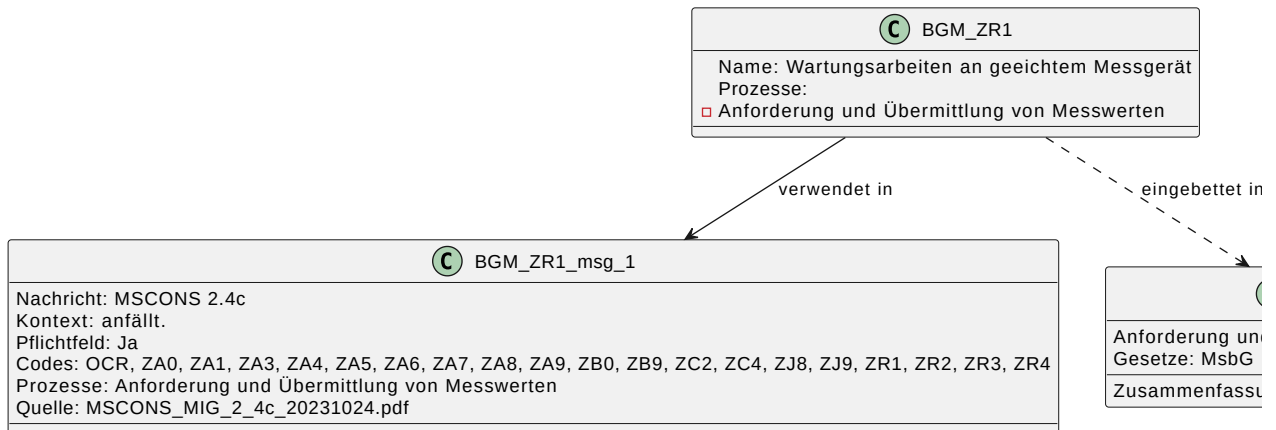 C BGM_ZR1
Name: Wartungsarbeiten an geeichtem Messgerät
Prozesse:
Anforderung und Übermittlung von Messwerten
verwendet in
eingebettet in
C BGM_ZR1_msg_1
Nachricht: MSCONS 2.4c
Kontext: anfällt.
Pflichtfeld: Ja
Codes: OCR, ZA0, ZA1, ZA3, ZA4, ZA5, ZA6, ZA7, ZA8, ZA9, ZB0, ZB9, ZC2, ZC4, ZJ8, ZJ9, ZR1, ZR2, ZR3, ZR4
Prozesse: Anforderung und Übermittlung von Messwerten
Quelle: MSCONS_MIG_2_4c_20231024.pdf
Anforderung und
Gesetze: MsbG
Zusammenfassu